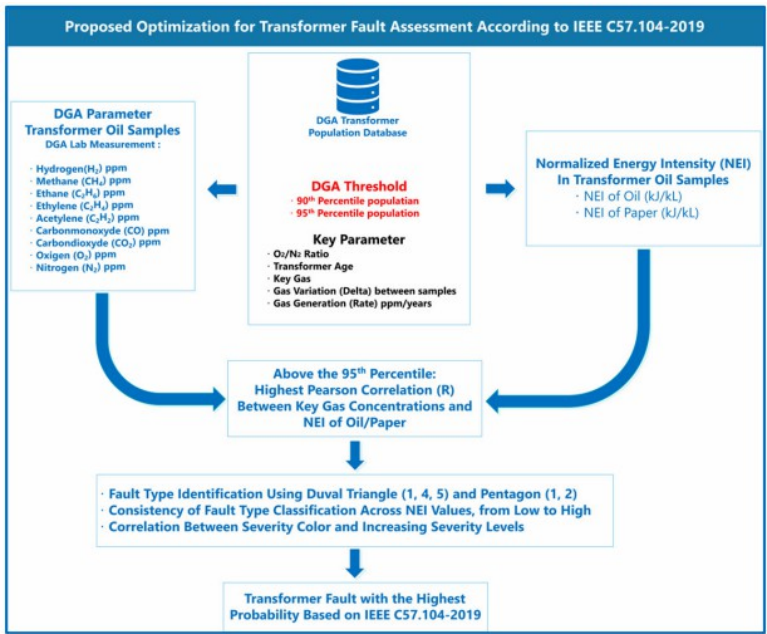 Proposed Optimization for Transformer Fault Assessment According to IEEE C57.104-2019
DGA Parameter
Transformer Oil Samples
DGA Lab Measurement :
· Hydrogen(H₂) ppm
· Methane (CH₄) ppm
· Ethane (C₂H₆) ppm
· Ethylene (C₂H₄) ppm
· Acetylene (C₂H₂) ppm
· Carbonmonoxyde (CO) ppm
· Carbondioxyde (CO₂) ppm
· Oxigen (O₂) ppm
· Nitrogen (N₂) ppm
DGA Transformer
Population Database
DGA Threshold
· 90th Percentile population
· 95th Percentile population
Key Parameter
· O₂/N₂ Ratio
· Transformer Age
· Key Gas
· Gas Variation (Delta) between samples
· Gas Generation (Rate) ppm/years
Normalized Energy Intensity (NEI)
In Transformer Oil Samples
· NEI of Oil (kJ/kL)
· NEI of Paper (kJ/kL)
Above the 95th Percentile:
Highest Pearson Correlation (R)
Between Key Gas Concentrations and
NEI of Oil/Paper
· Fault Type Identification Using Duval Triangle (1, 4, 5) and Pentagon (1, 2)
· Consistency of Fault Type Classification Across NEI Values, from Low to High
· Correlation Between Severity Color and Increasing Severity Levels
Transformer Fault with the Highest
Probability Based on IEEE C57.104-2019